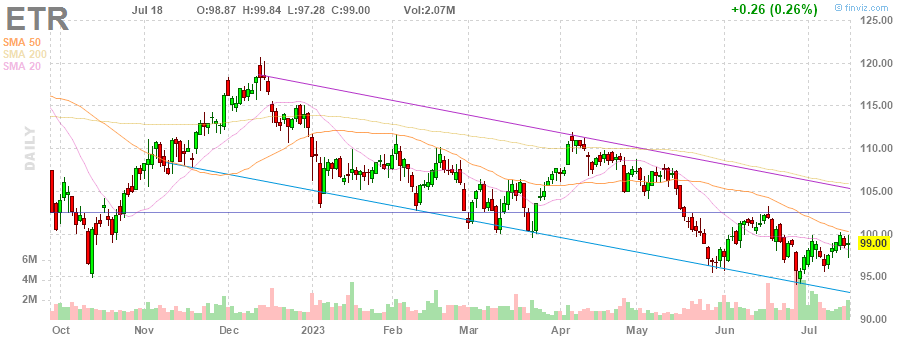 ETR
Jul 18 O:98.87 H:99.84 L:97.28 C:99.00 Vol:2.07M +0.26 (0.26%) © finviz.com
SMA 50
SMA 200
SMA 20
DAILY
125.00
120.00
115.00
110.00
105.00
100.00
99.00
95.00
90.00
6M
4M
2M
Oct Nov Dec 2023 Feb Mar Apr May Jun Jul